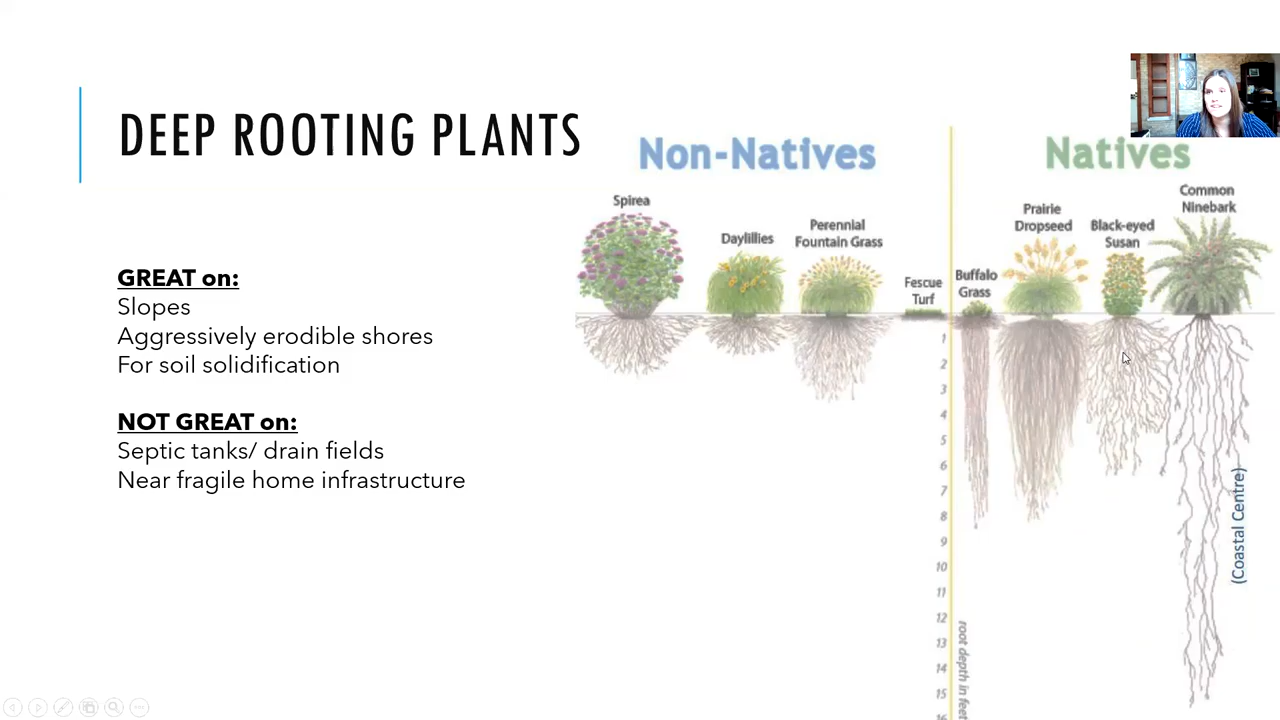 DEEP ROOTING PLANTS
GREAT on:
Slopes
Aggressively erodible shores
For soil solidification
NOT GREAT on:
Septic tanks/ drain fields
Near fragile home infrastructure
Non-Natives
Natives
Spirea
Daylillies
Perennial
Fountain Grass
Fescue
Turf
Buffalo
Grass
Prairie
Dropseed
Black-eyed
Susan
Common
Ninebark
1
2
3
4
5
6
7
8
9
10
11
12
13
14
15
16
root depth in feet
(Coastal Centre)